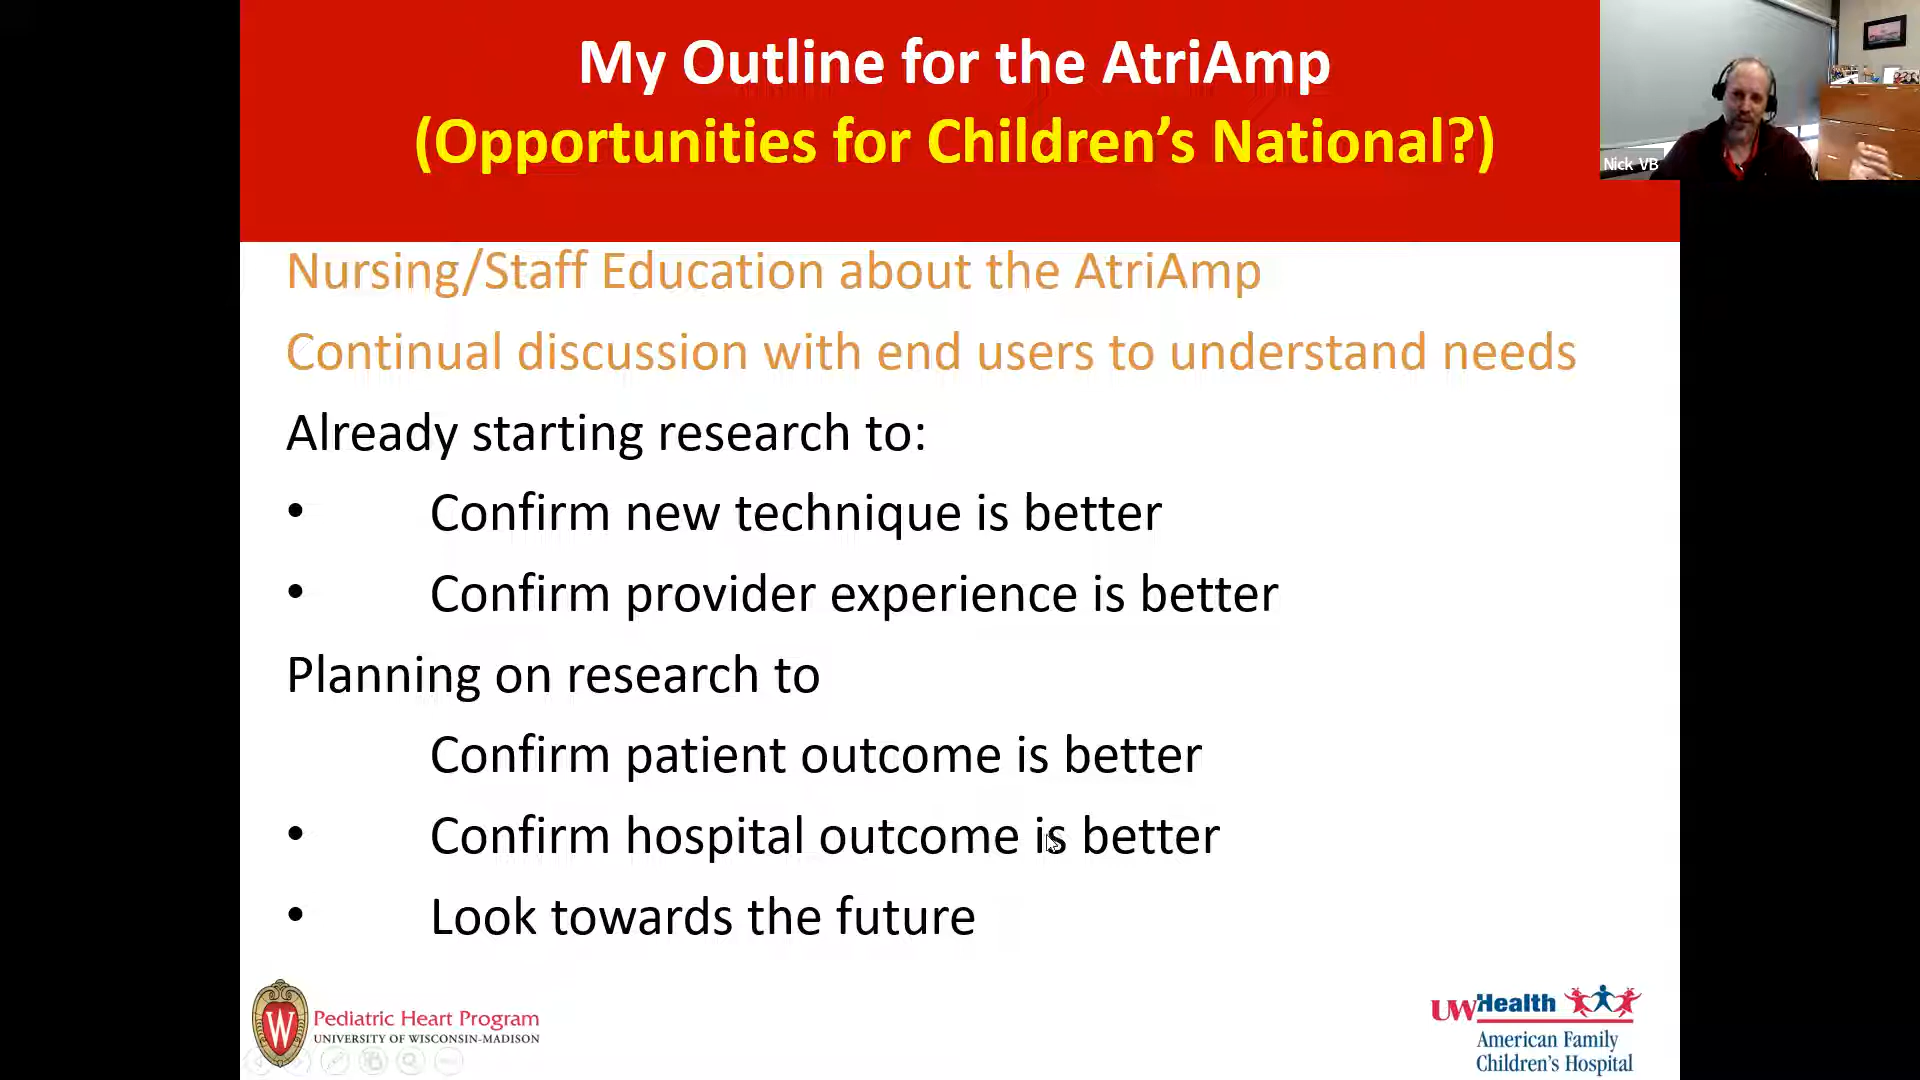 My Outline for the AtriAmp
(Opportunities for Children's National?)
Nick VB
Nursing/Staff Education about the AtriAmp
Continual discussion with end users to understand needs
Already starting research to:
• Confirm new technique is better
• Confirm provider experience is better
Planning on research to
Confirm patient outcome is better
• Confirm hospital outcome is better
• Look towards the future
W
Pediatric Heart Program
UNIVERSITY OF WISCONSIN-MADISON
UWHealth
American Family
Children's Hospital